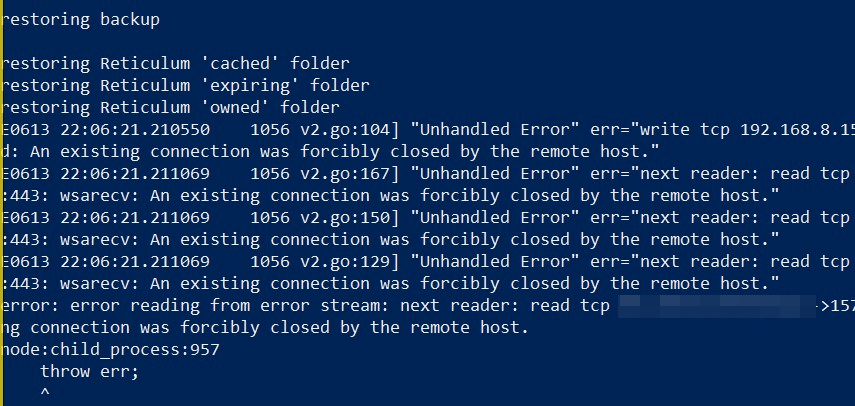 restoring backup
restoring Reticulum 'cached' folder
restoring Reticulum 'expiring' folder
restoring Reticulum 'owned' folder
E0613 22:06:21.210550    1056 v2.go:104] "Unhandled Error" err="write tcp 192.168.8.15
d: An existing connection was forcibly closed by the remote host."
E0613 22:06:21.211069    1056 v2.go:167] "Unhandled Error" err="next reader: read tcp
:443: wsarecv: An existing connection was forcibly closed by the remote host."
E0613 22:06:21.211069    1056 v2.go:150] "Unhandled Error" err="next reader: read tcp
:443: wsarecv: An existing connection was forcibly closed by the remote host."
E0613 22:06:21.211069    1056 v2.go:129] "Unhandled Error" err="next reader: read tcp
:443: wsarecv: An existing connection was forcibly closed by the remote host."
error: error reading from error stream: next reader: read tcp ->157
ng connection was forcibly closed by the remote host.
node:child_process:957
    throw err;
    ^